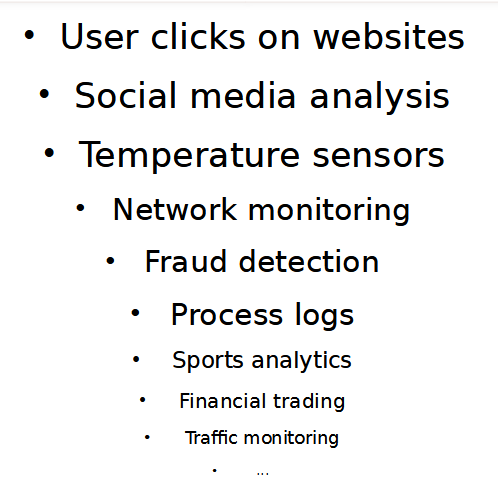 • User clicks on websites
• Social media analysis
• Temperature sensors
• Network monitoring
• Fraud detection
• Process logs
• Sports analytics
• Financial trading
• Traffic monitoring
• ...